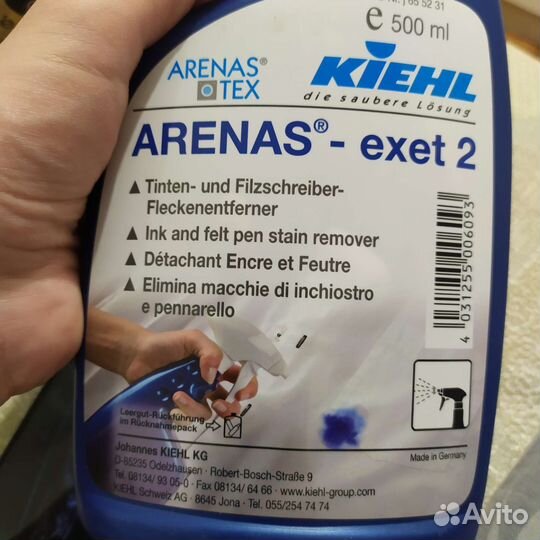 65 52 31
e 500 ml
ARENAS®
TEX
KIEHL
die saubere Lösung
ARENAS® - exet 2
Tinten- und Filzschreiber-
Fleckenentferner
Ink and felt pen stain remover
Détachant Encre et Feutre
Elimina macchie di inchiostro
e pennarello
4 031255 006093
Leergut-Rückführung
im Rücknahmepack
Johannes KIEHL KG
D-85235 Odelzhausen · Robert-Bosch-Straße 9
Tel. 08134/ 93 05-0 · Fax 08134/ 64 66 · www.kiehl-group.com
KIEHL Schweiz AG · 8645 Jona · Tel. 055/254 74 74
Made in Germany
Avito